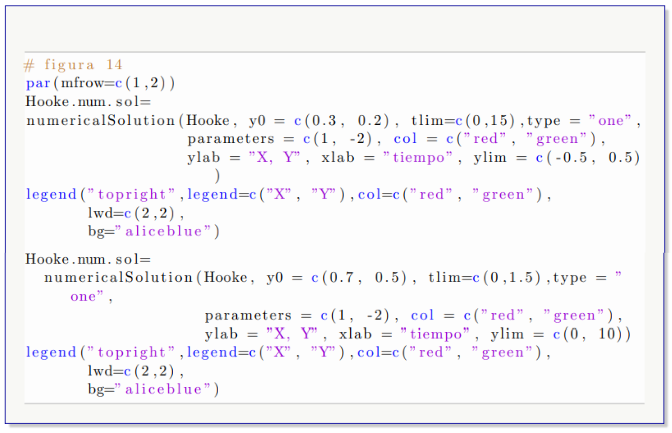 # figura 14
par(mfrow=c(1,2))
Hooke.num.sol=
numericalSolution(Hooke, y0 = c(0.3, 0.2), tlim=c(0,15),type = "one",
parameters = c(1, -2), col = c("red", "green"),
ylab = "X, Y", xlab = "tiempo", ylim = c(-0.5, 0.5)
)
legend("topright",legend=c("X", "Y"),col=c("red", "green"),
lwd=c(2,2),
bg="aliceblue")
Hooke.num.sol=
numericalSolution(Hooke, y0 = c(0.7, 0.5), tlim=c(0,1.5),type = "
one",
parameters = c(1, -2), col = c("red", "green"),
ylab = "X, Y", xlab = "tiempo", ylim = c(0, 10))
legend("topright",legend=c("X", "Y"),col=c("red", "green"),
lwd=c(2,2),
bg="aliceblue")